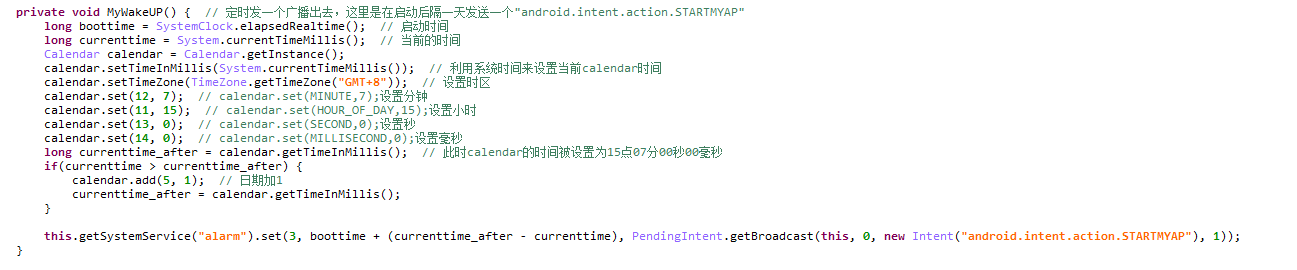 private void MyWakeUP() {  // 定时发一个广播出去，这里是在启动后隔一天发送一个"android.intent.action.STARTMYAP"
    long boottime = SystemClock.elapsedRealtime();  // 启动时间
    long currenttime = System.currentTimeMillis();  // 当前的时间
    Calendar calendar = Calendar.getInstance();
    calendar.setTimeInMillis(System.currentTimeMillis());  // 利用系统时间来设置当前calendar时间
    calendar.setTimeZone(TimeZone.getTimeZone("GMT+8"));  // 设置时区
    calendar.set(12, 7);  // calendar.set(MINUTE,7);设置分钟
    calendar.set(11, 15);  // calendar.set(HOUR_OF_DAY,15);设置小时
    calendar.set(13, 0);  // calendar.set(SECOND,0);设置秒
    calendar.set(14, 0);  // calendar.set(MILLISECOND,0);设置毫秒
    long currenttime_after = calendar.getTimeInMillis();  // 此时calendar的时间被设置为15点07分00秒00毫秒
    if(currenttime > currenttime_after) {
        calendar.add(5, 1);  // 日期加1
        currenttime_after = calendar.getTimeInMillis();
    }
    this.getSystemService("alarm").set(3, boottime + (currenttime_after - currenttime), PendingIntent.getBroadcast(this, 0, new Intent("android.intent.action.STARTMYAP"), 1));
}